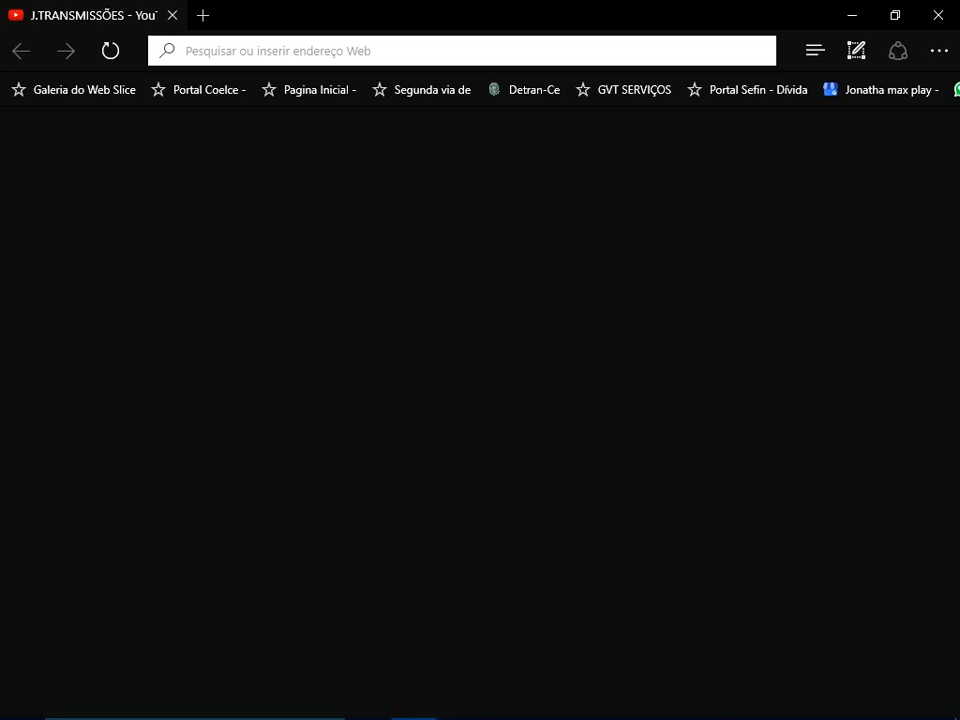 J.TRANSMISSÕES - You
Pesquisar ou inserir endereço Web
Galeria do Web Slice Portal Coelce - Pagina Inicial - Segunda via de Detran-Ce GVT SERVIÇOS Portal Sefin - Dívida Jonatha max play -